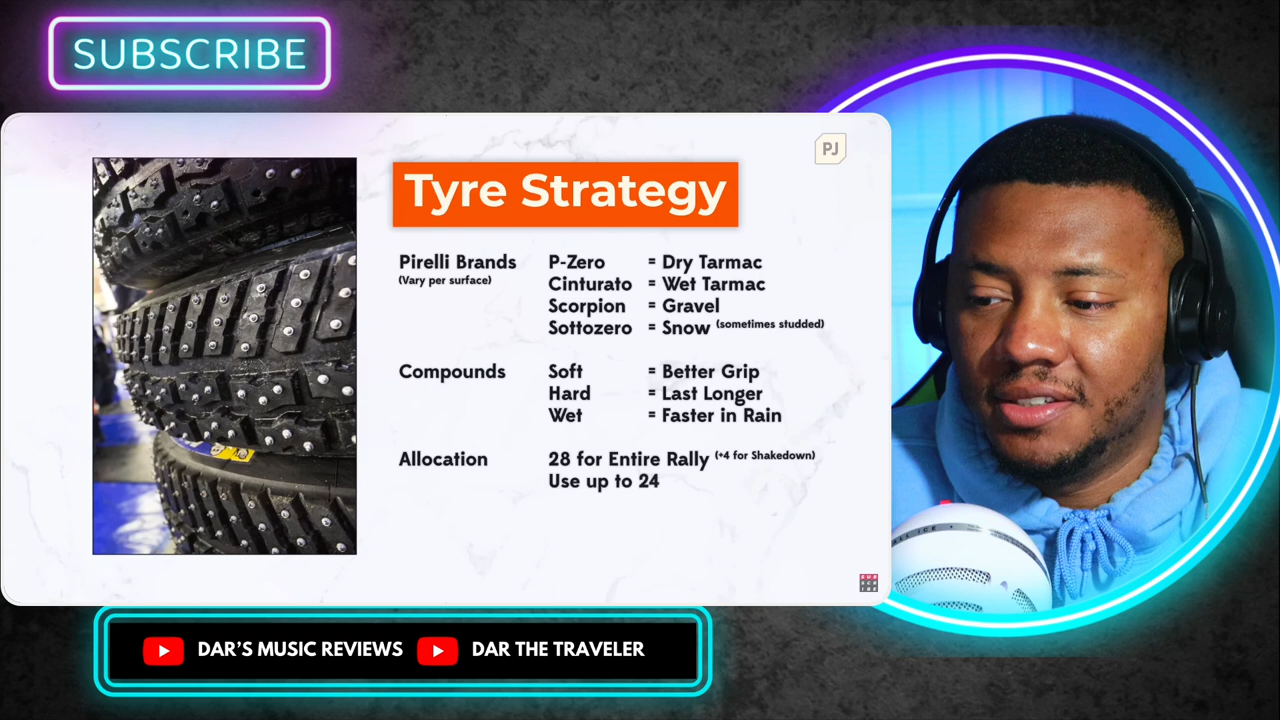 SUBSCRIBE
PJ
Tyre Strategy
Pirelli Brands P-Zero = Dry Tarmac
(Vary per surface) Cinturato = Wet Tarmac
Scorpion = Gravel
Sottozero = Snow (sometimes studded)
Compounds Soft = Better Grip
Hard = Last Longer
Wet = Faster in Rain
Allocation 28 for Entire Rally (+4 for Shakedown)
Use up to 24
DAR'S MUSIC REVIEWS DAR THE TRAVELER